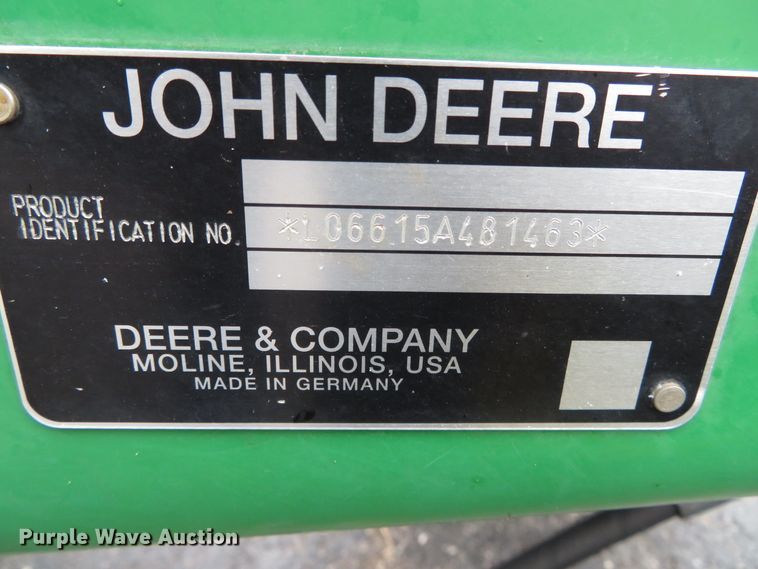 JOHN DEERE
PRODUCT
IDENTIFICATION NO.
*L06615A481463*
DEERE & COMPANY
MOLINE, ILLINOIS, USA
MADE IN GERMANY
Purple Wave Auction